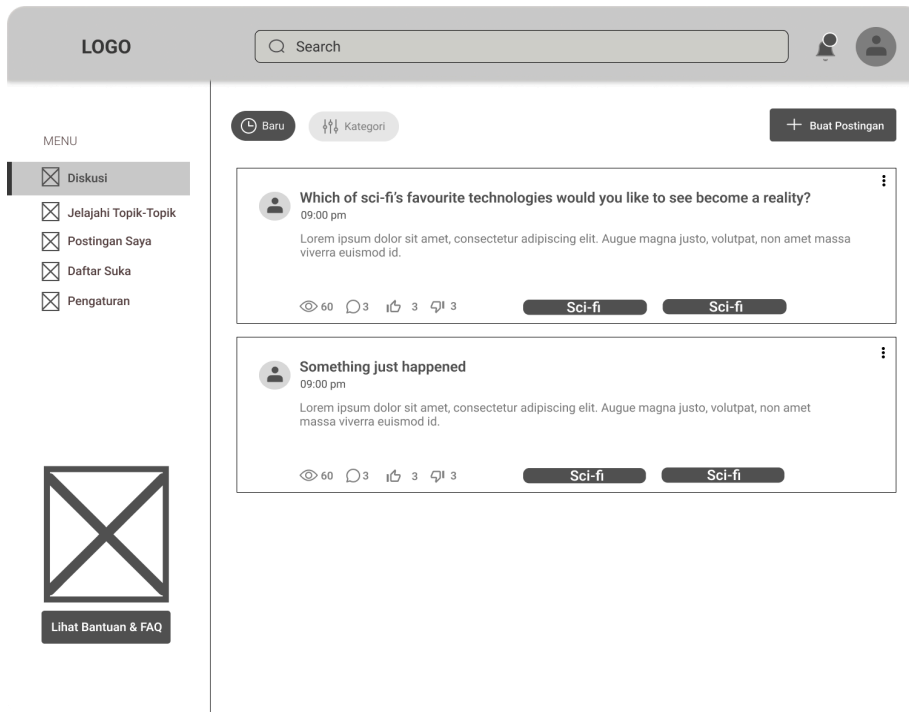 LOGO
Search
MENU
Diskusi
Jelajahi Topik-Topik
Postingan Saya
Daftar Suka
Pengaturan
Lihat Bantuan & FAQ
Baru
Kategori
Buat Postingan
Which of sci-fi’s favourite technologies would you like to see become a reality?
09:00 pm
Lorem ipsum dolor sit amet, consectetur adipiscing elit. Augue magna justo, volutpat, non amet massa
viverra euismod id.
60 3 3 3 Sci-fi Sci-fi
Something just happened
09:00 pm
Lorem ipsum dolor sit amet, consectetur adipiscing elit. Augue magna justo, volutpat, non amet
massa viverra euismod id.
60 3 3 3 Sci-fi Sci-fi